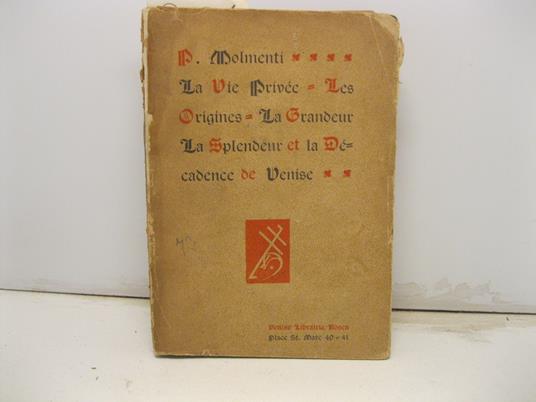 P. Molmenti
La Vie Privée = Les
Origines = La Grandeur
La Splendeur et la Dé=
cadence de Venise
Venise Librairie Rosen
Place St. Marc 40 = 41